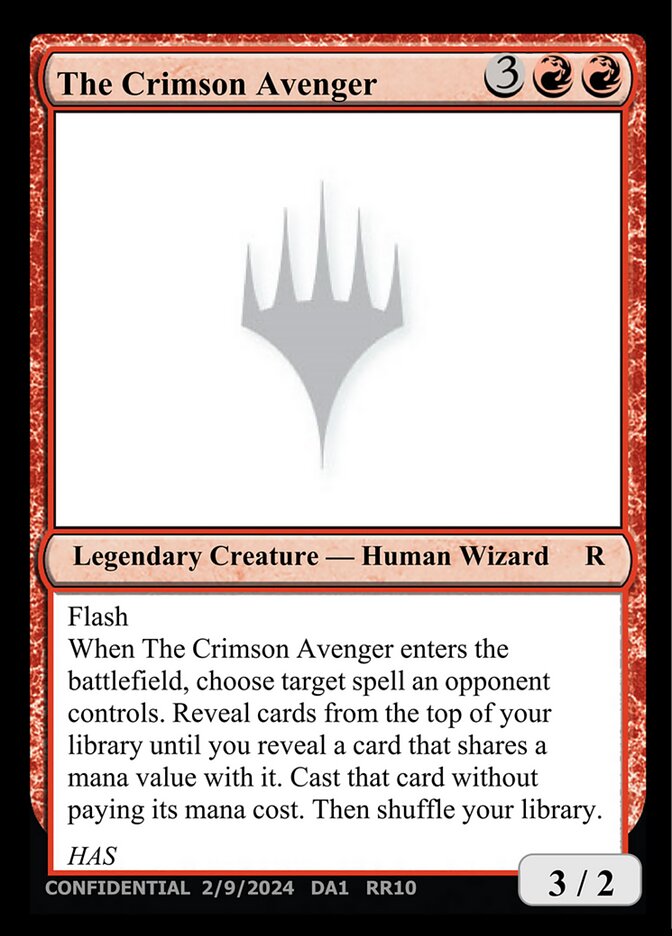 The Crimson Avenger 3
Legendary Creature — Human Wizard R
Flash
When The Crimson Avenger enters the
battlefield, choose target spell an opponent
controls. Reveal cards from the top of your
library until you reveal a card that shares a
mana value with it. Cast that card without
paying its mana cost. Then shuffle your library.
HAS
CONFIDENTIAL 2/9/2024 DA1 RR10
3 / 2